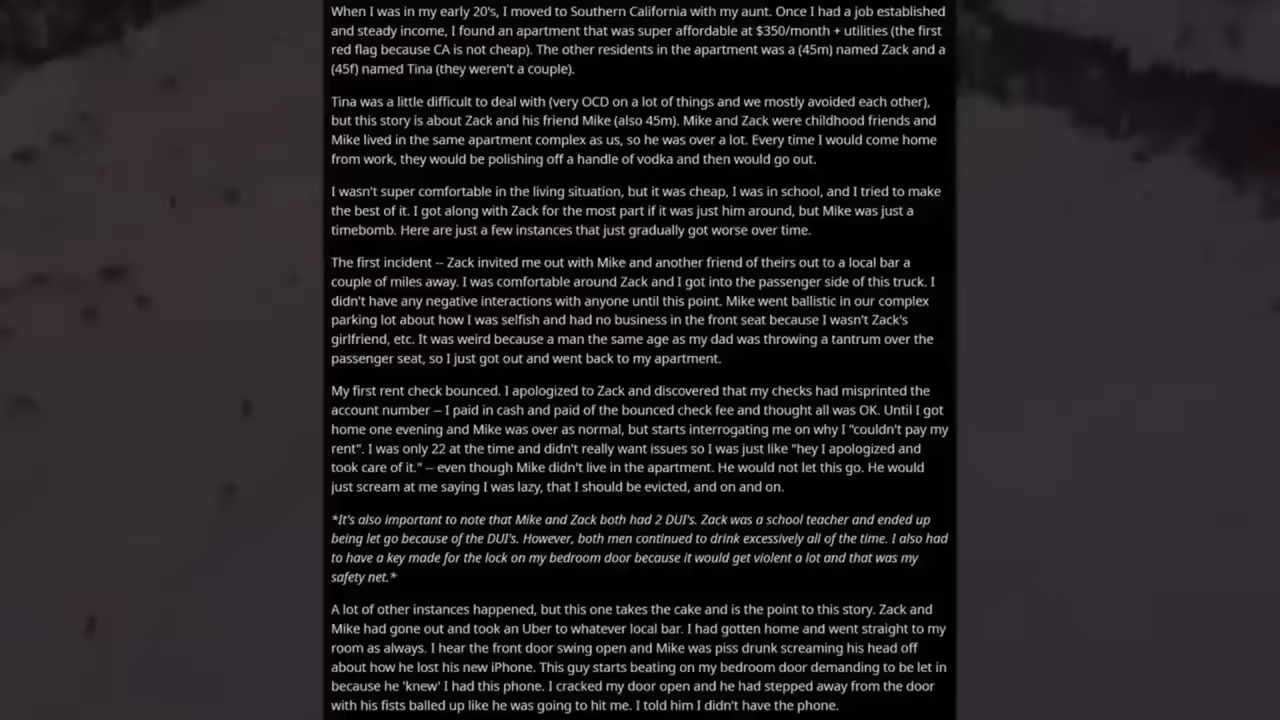 When I was in my early 20's, I moved to Southern California with my aunt. Once I had a job established
and steady income, I found an apartment that was super affordable at $350/month + utilities (the first
red flag because CA is not cheap). The other residents in the apartment was a (45m) named Zack and a
(45f) named Tina (they weren't a couple).
Tina was a little difficult to deal with (very OCD on a lot of things and we mostly avoided each other),
but this story is about Zack and his friend Mike (also 45m). Mike and Zack were childhood friends and
Mike lived in the same apartment complex as us, so he was over a lot. Every time I would come home
from work, they would be polishing off a handle of vodka and then would go out.
I wasn't super comfortable in the living situation, but it was cheap, I was in school, and I tried to make
the best of it. I got along with Zack for the most part if it was just him around, but Mike was just a
timebomb. Here are just a few instances that just gradually got worse over time.
The first incident -- Zack invited me out with Mike and another friend of theirs out to a local bar a
couple of miles away. I was comfortable around Zack and I got into the passenger side of this truck. I
didn't have any negative interactions with anyone until this point. Mike went ballistic in our complex
parking lot about how I was selfish and had no business in the front seat because I wasn't Zack's
girlfriend, etc. It was weird because a man the same age as my dad was throwing a tantrum over the
passenger seat, so I just got out and went back to my apartment.
My first rent check bounced. I apologized to Zack and discovered that my checks had misprinted the
account number – I paid in cash and paid of the bounced check fee and thought all was OK. Until I got
home one evening and Mike was over as normal, but starts interrogating me on why I "couldn't pay my
rent". I was only 22 at the time and didn't really want issues so I was just like "hey I apologized and
took care of it." -- even though Mike didn't live in the apartment. He would not let this go. He would
just scream at me saying I was lazy, that I should be evicted, and on and on.
*It's also important to note that Mike and Zack both had 2 DUI's. Zack was a school teacher and ended up
being let go because of the DUI's. However, both men continued to drink excessively all of the time. I also had
to have a key made for the lock on my bedroom door because it would get violent a lot and that was my
safety net.*
A lot of other instances happened, but this one takes the cake and is the point to this story. Zack and
Mike had gone out and took an Uber to whatever local bar. I had gotten home and went straight to my
room as always. I hear the front door swing open and Mike was piss drunk screaming his head off
about how he lost his new iPhone. This guy starts beating on my bedroom door demanding to be let in
because he 'knew' I had this phone. I cracked my door open and he had stepped away from the door
with his fists balled up like he was going to hit me. I told him I didn't have the phone.